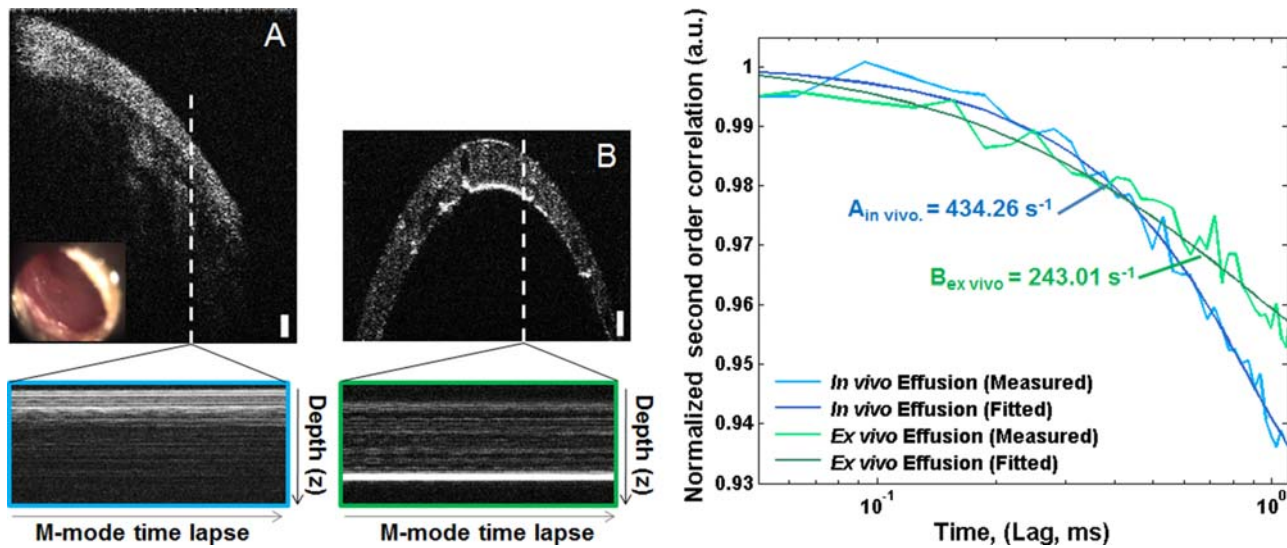 A
B
Depth (z)
Depth (z)
M-mode time lapse
M-mode time lapse
Normalized second order correlation (a.u.)
1
0.99
0.98
0.97
0.96
0.95
0.94
0.93
A in vivo. = 434.26 s⁻¹
B ex vivo = 243.01 s⁻¹
In vivo Effusion (Measured)
In vivo Effusion (Fitted)
Ex vivo Effusion (Measured)
Ex vivo Effusion (Fitted)
10⁻¹
10⁰
Time, (Lag, ms)